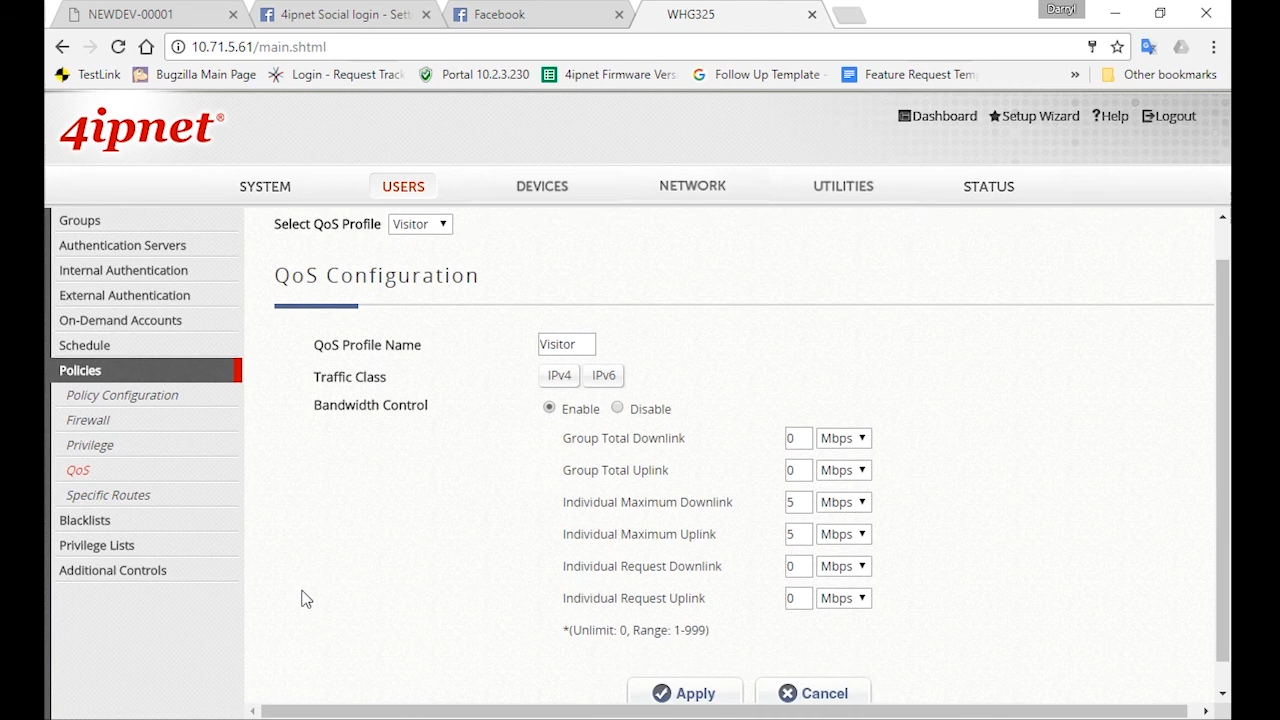 NEWDEV-00001
4ipnet Social login - Sett
Facebook
WHG325
Darryl
10.71.5.61/main.shtml
TestLink
Bugzilla Main Page
Login - Request Track
Portal 10.2.3.230
4ipnet Firmware Vers
Follow Up Template -
Feature Request Tem
»
Other bookmarks
4ipnet®
Dashboard
Setup Wizard
?Help
Logout
SYSTEM
USERS
DEVICES
NETWORK
UTILITIES
STATUS
Groups
Authentication Servers
Internal Authentication
External Authentication
On-Demand Accounts
Schedule
Policies
Policy Configuration
Firewall
Privilege
QoS
Specific Routes
Blacklists
Privilege Lists
Additional Controls
Select QoS Profile Visitor
QoS Configuration
QoS Profile Name Visitor
Traffic Class IPv4 IPv6
Bandwidth Control Enable Disable
Group Total Downlink 0 Mbps
Group Total Uplink 0 Mbps
Individual Maximum Downlink 5 Mbps
Individual Maximum Uplink 5 Mbps
Individual Request Downlink 0 Mbps
Individual Request Uplink 0 Mbps
*(Unlimit: 0, Range: 1-999)
Apply Cancel